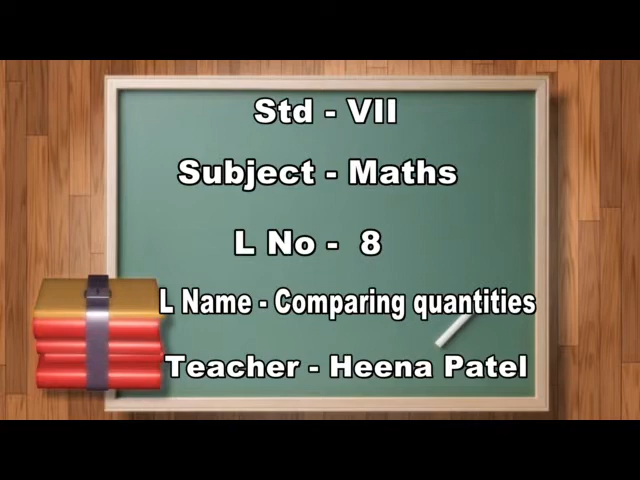 Std - VII
Subject - Maths
L No - 8
L Name - Comparing quantities
Teacher - Heena Patel